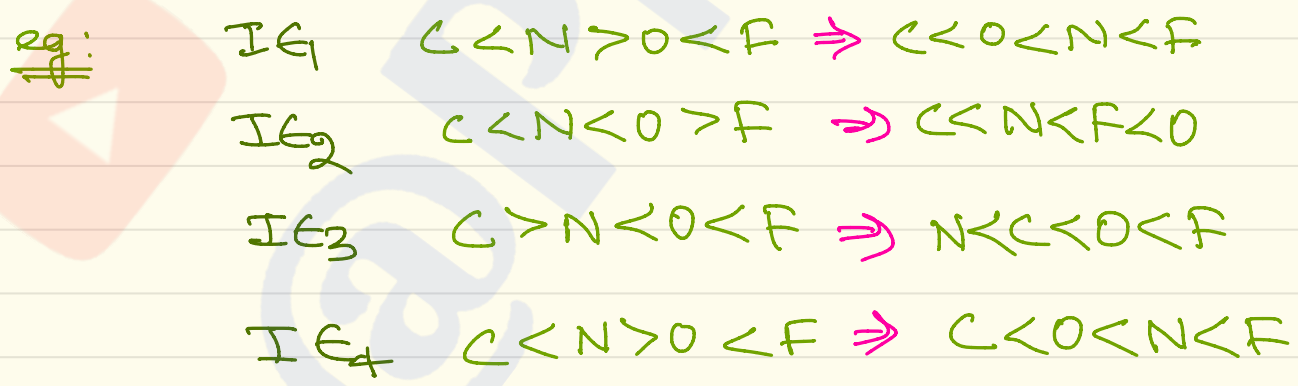 eg: IE₁ C < N > O < F ⇒ C < O < N < F
IE₂ C < N < O > F ⇒ C < N < F < O
IE₃ C > N < O < F ⇒ N < C < O < F
IE₄ C < N > O < F ⇒ C < O < N < F